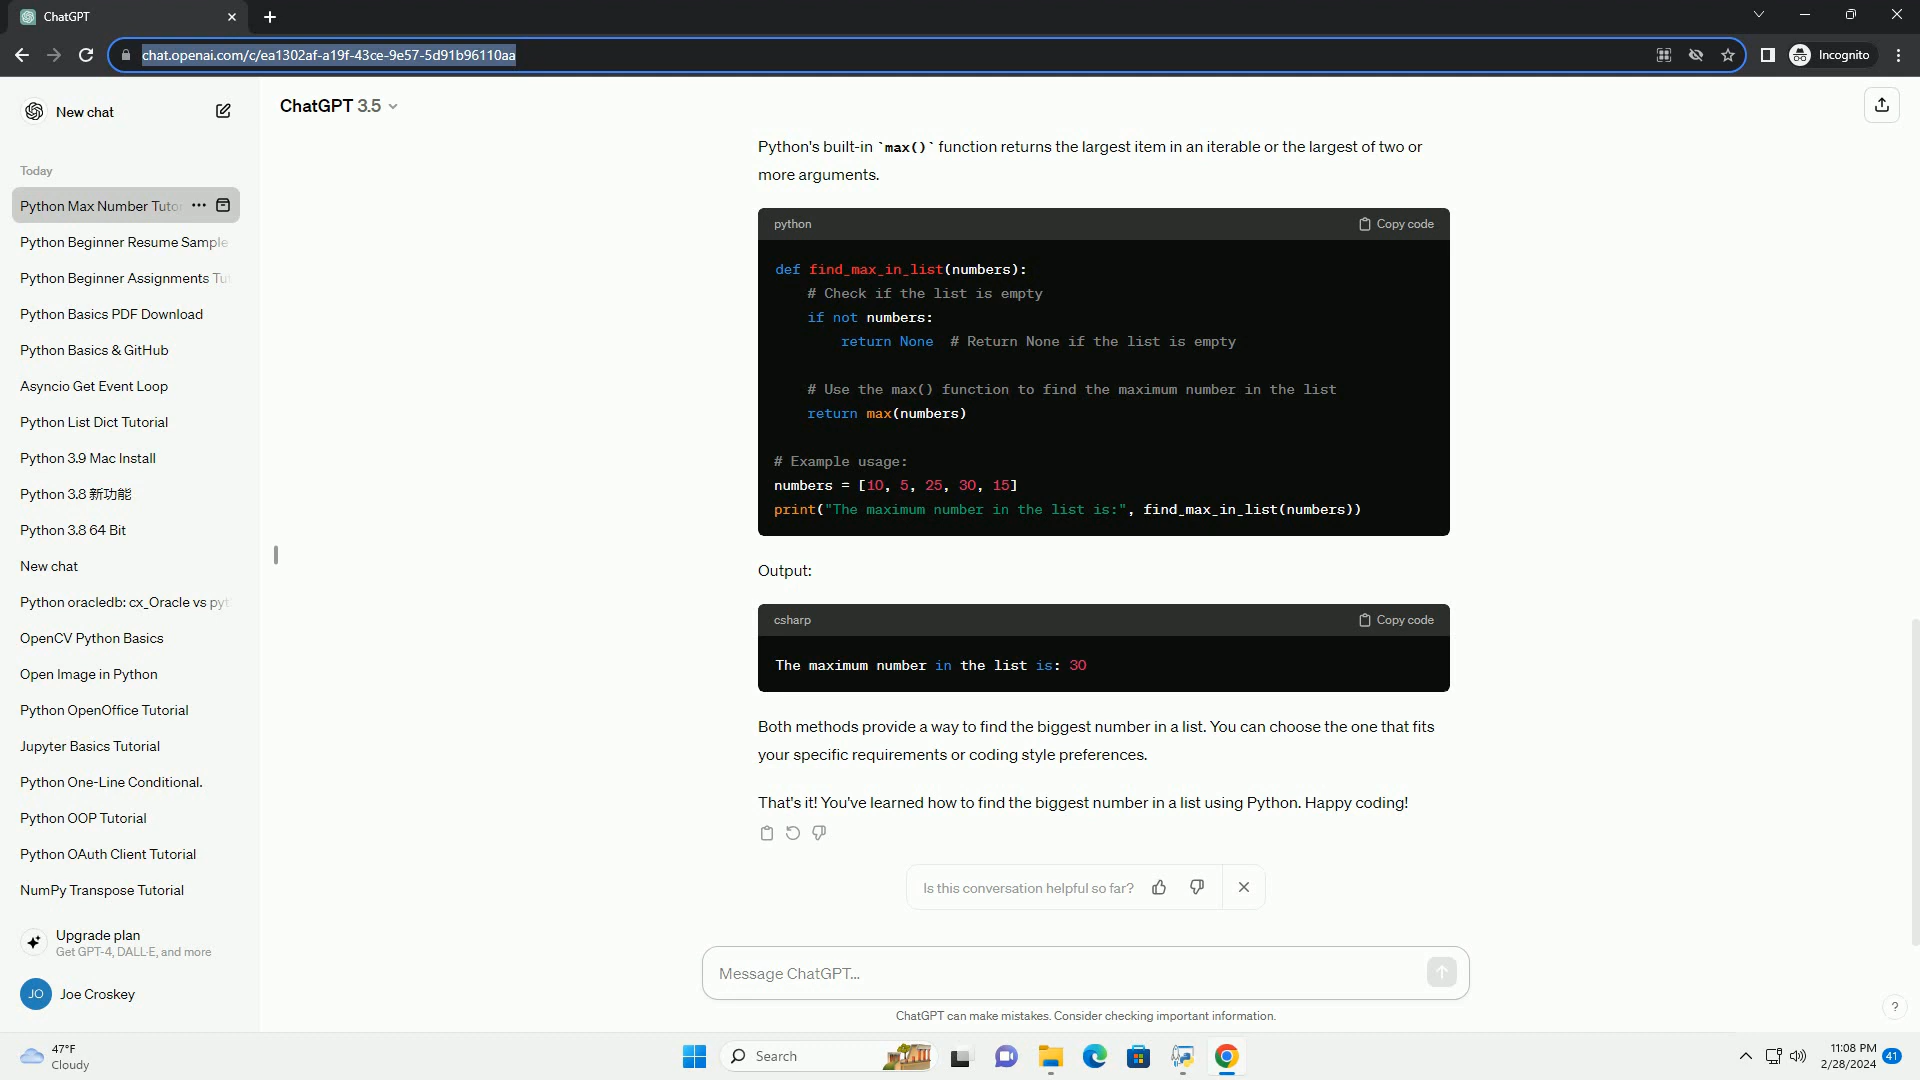 ChatGPT
chat.openai.com/c/ea1302af-a19f-43ce-9e57-5d91b96110aa
Incognito
New chat
ChatGPT 3.5
Today
Python Max Number Tutor
Python Beginner Resume Sample
Python Beginner Assignments Tut
Python Basics PDF Download
Python Basics & GitHub
Asyncio Get Event Loop
Python List Dict Tutorial
Python 3.9 Mac Install
Python 3.8 新功能
Python 3.8 64 Bit
New chat
Python oracledb: cx_Oracle vs pyt
OpenCV Python Basics
Open Image in Python
Python OpenOffice Tutorial
Jupyter Basics Tutorial
Python One-Line Conditional.
Python OOP Tutorial
Python OAuth Client Tutorial
NumPy Transpose Tutorial
Upgrade plan
Get GPT-4, DALL·E, and more
JO Joe Croskey
Python's built-in `max()` function returns the largest item in an iterable or the largest of two or
more arguments.
python Copy code
def find_max_in_list(numbers):
# Check if the list is empty
if not numbers:
return None # Return None if the list is empty
# Use the max() function to find the maximum number in the list
return max(numbers)
# Example usage:
numbers = [10, 5, 25, 30, 15]
print("The maximum number in the list is:", find_max_in_list(numbers))
Output:
csharp Copy code
The maximum number in the list is: 30
Both methods provide a way to find the biggest number in a list. You can choose the one that fits
your specific requirements or coding style preferences.
That's it! You've learned how to find the biggest number in a list using Python. Happy coding!
Is this conversation helpful so far?
Message ChatGPT...
ChatGPT can make mistakes. Consider checking important information.
?
47°F
Cloudy
Search
11:08 PM
2/28/2024
41